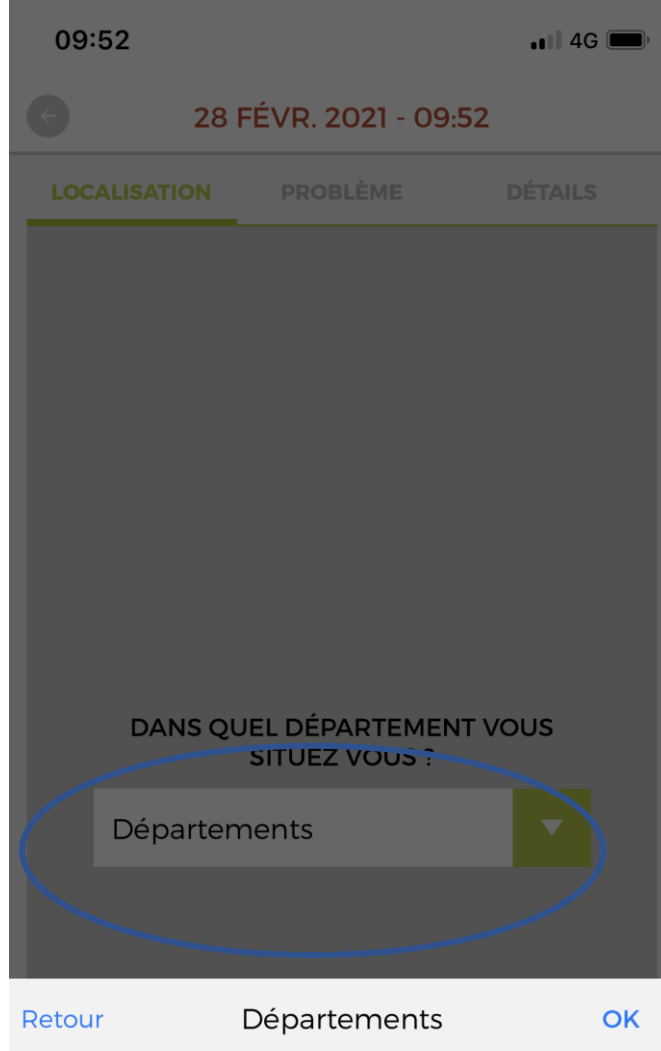 09:52 4G
28 FÉVR. 2021 - 09:52
LOCALISATION PROBLÈME DÉTAILS
DANS QUEL DÉPARTEMENT VOUS
SITUEZ VOUS ?
Départements
Retour Départements OK